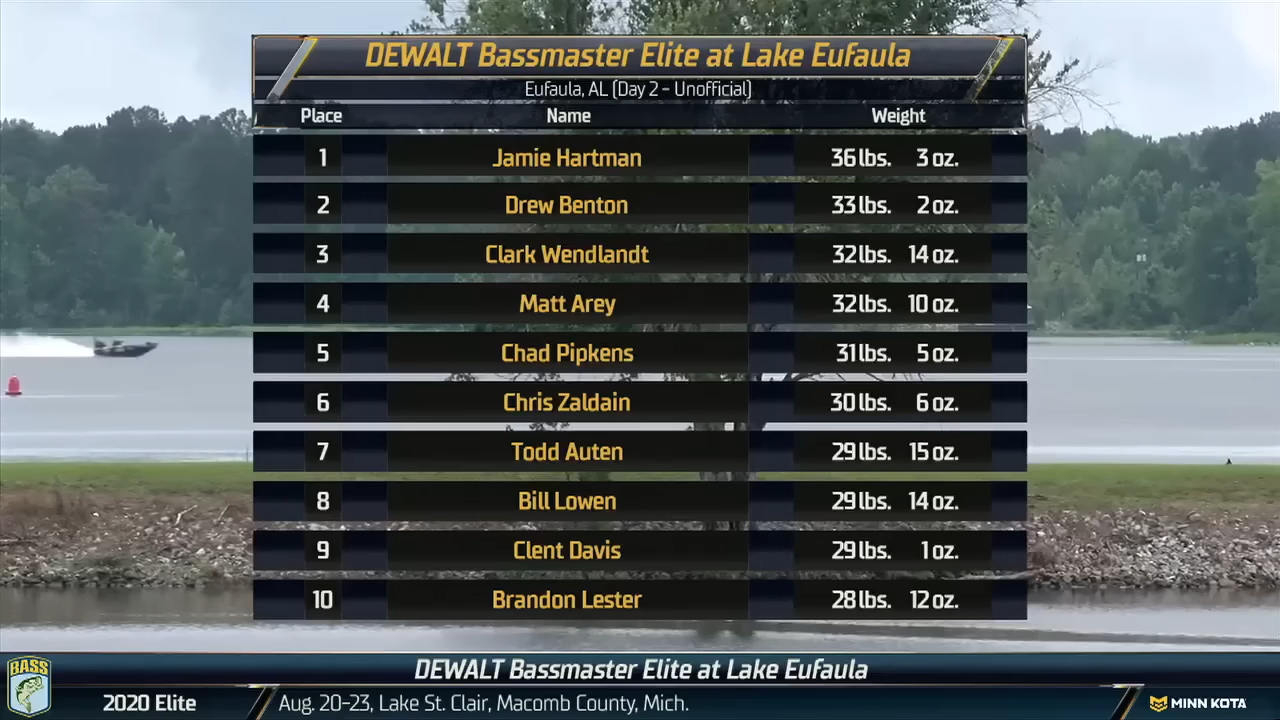 DEWALT Bassmaster Elite at Lake Eufaula
Eufaula, AL (Day 2 - Unofficial)
Place Name Weight
1 Jamie Hartman 36 lbs. 3 oz.
2 Drew Benton 33 lbs. 2 oz.
3 Clark Wendlandt 32 lbs. 14 oz.
4 Matt Arey 32 lbs. 10 oz.
5 Chad Pipkens 31 lbs. 5 oz.
6 Chris Zaldain 30 lbs. 6 oz.
7 Todd Auten 29 lbs. 15 oz.
8 Bill Lowen 29 lbs. 14 oz.
9 Clent Davis 29 lbs. 1 oz.
10 Brandon Lester 28 lbs. 12 oz.
BASS
DEWALT Bassmaster Elite at Lake Eufaula
2020 Elite Aug. 20-23, Lake St. Clair, Macomb County, Mich. MINN KOTA